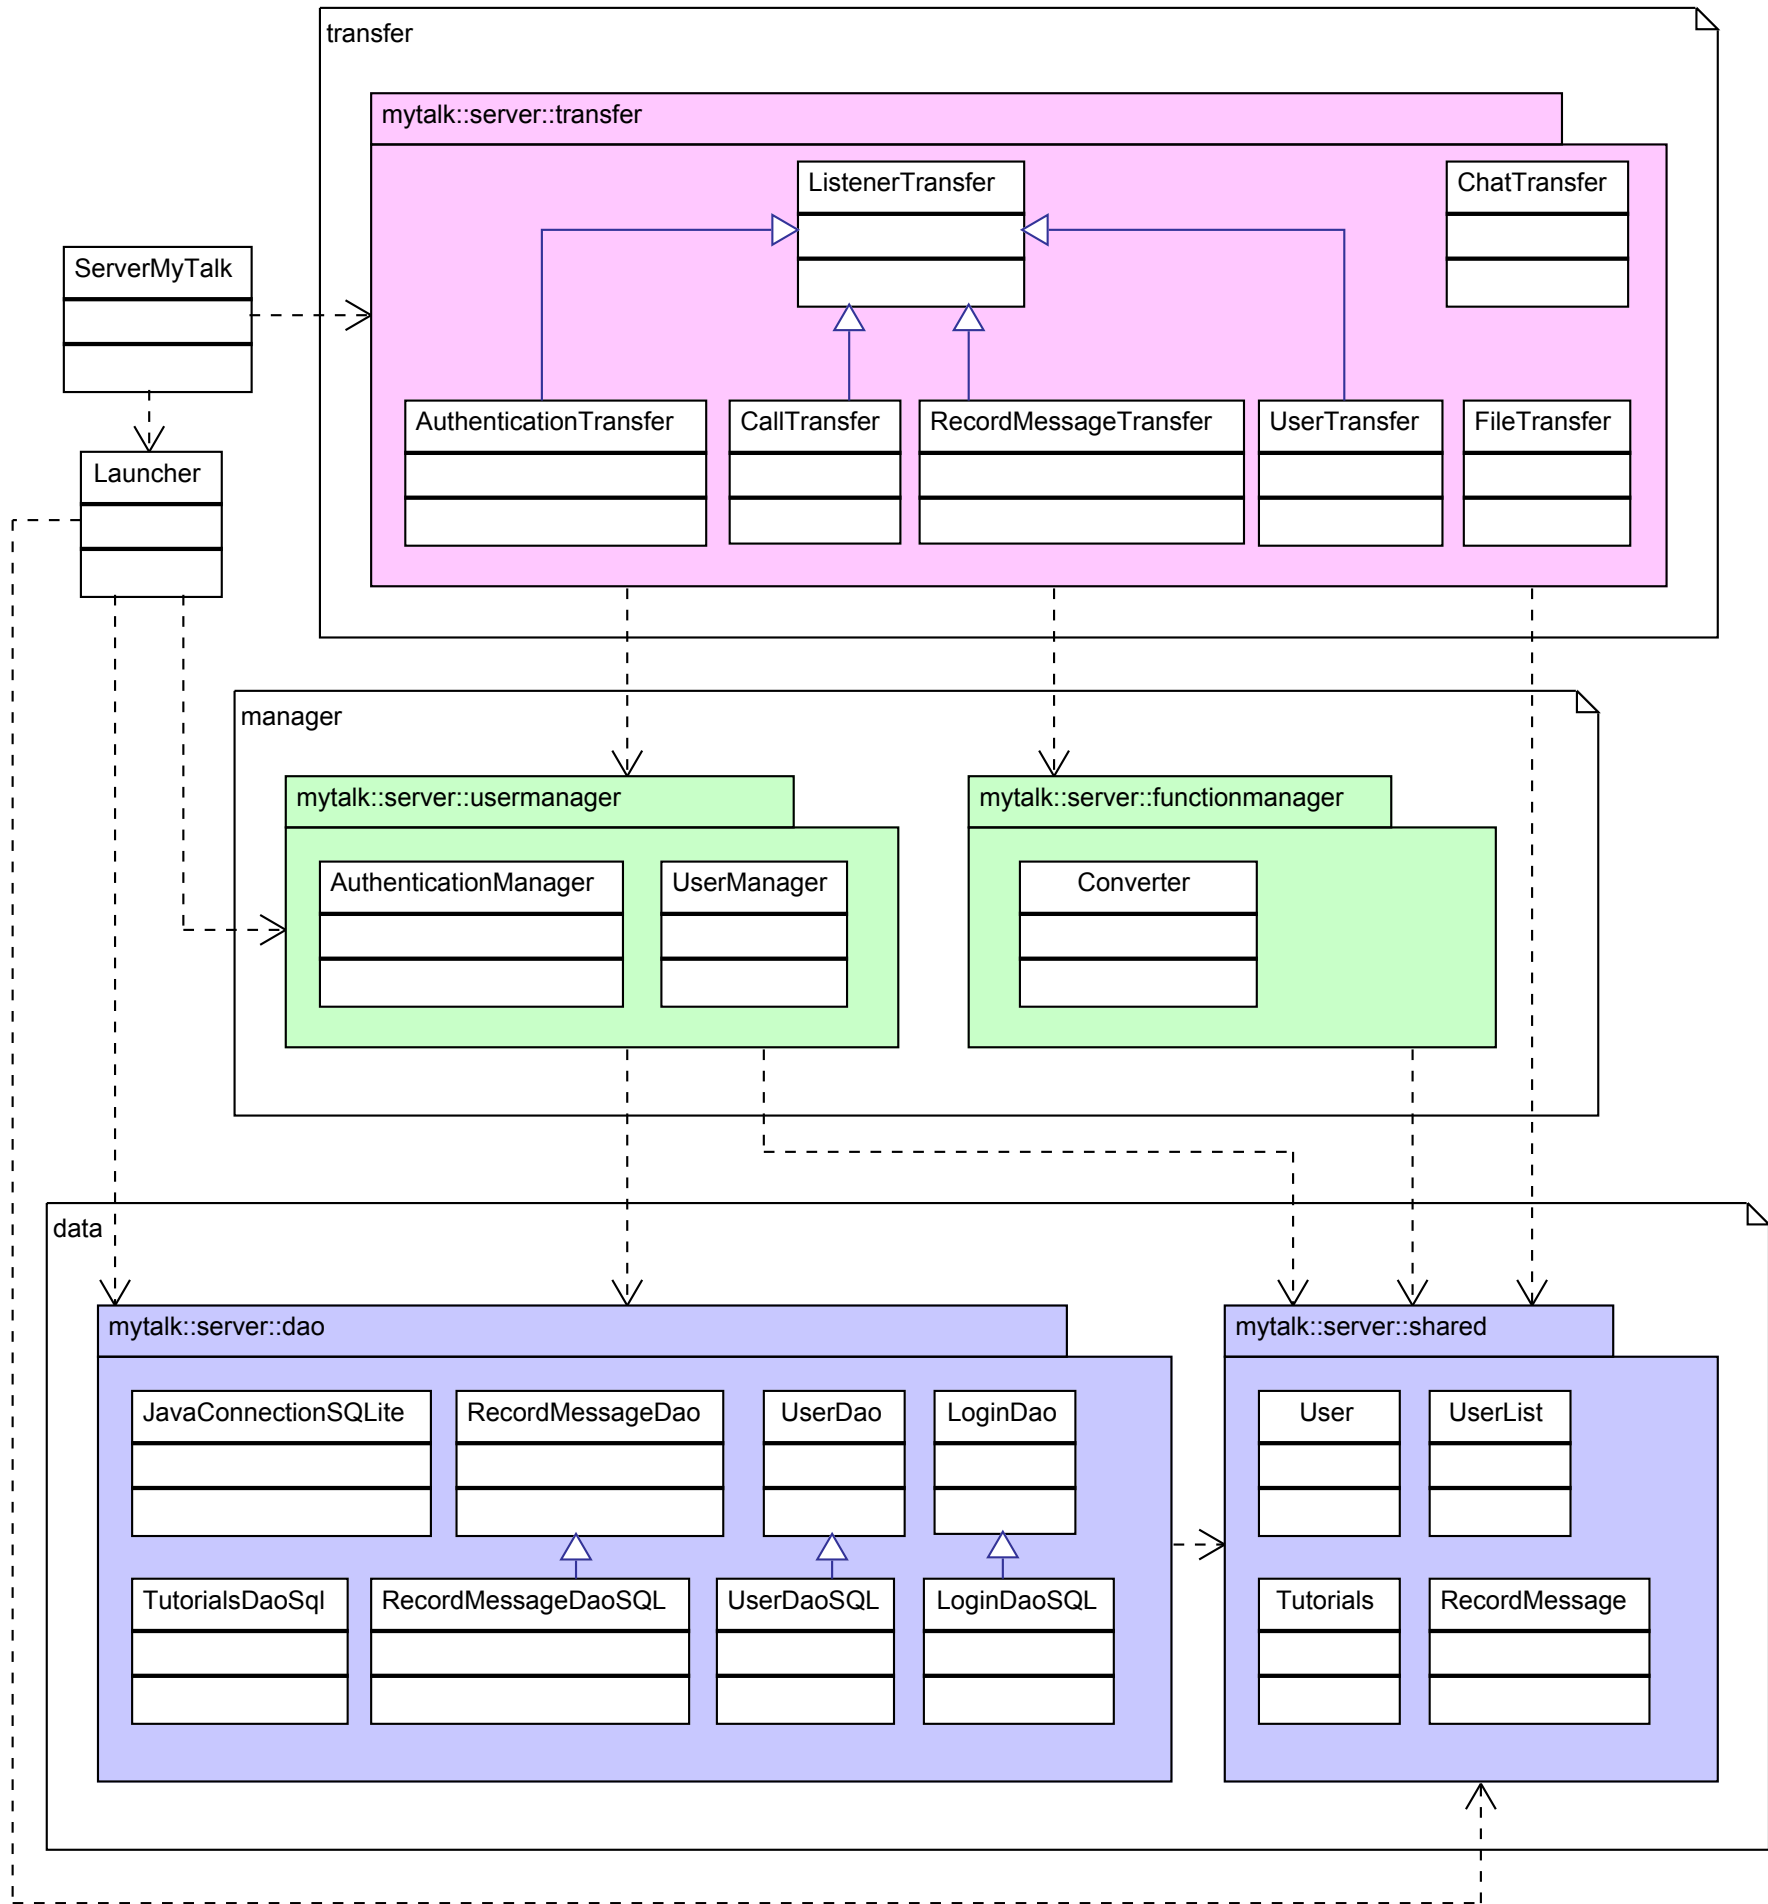 transfer
mytalk::server::transfer
ListenerTransfer
ChatTransfer
ServerMyTalk
AuthenticationTransfer
CallTransfer
RecordMessageTransfer
UserTransfer
FileTransfer
Launcher
manager
mytalk::server::usermanager
mytalk::server::functionmanager
AuthenticationManager
UserManager
Converter
data
mytalk::server::dao
mytalk::server::shared
JavaConnectionSQLite
RecordMessageDao
UserDao
LoginDao
User
UserList
TutorialsDaoSql
RecordMessageDaoSQL
UserDaoSQL
LoginDaoSQL
Tutorials
RecordMessage